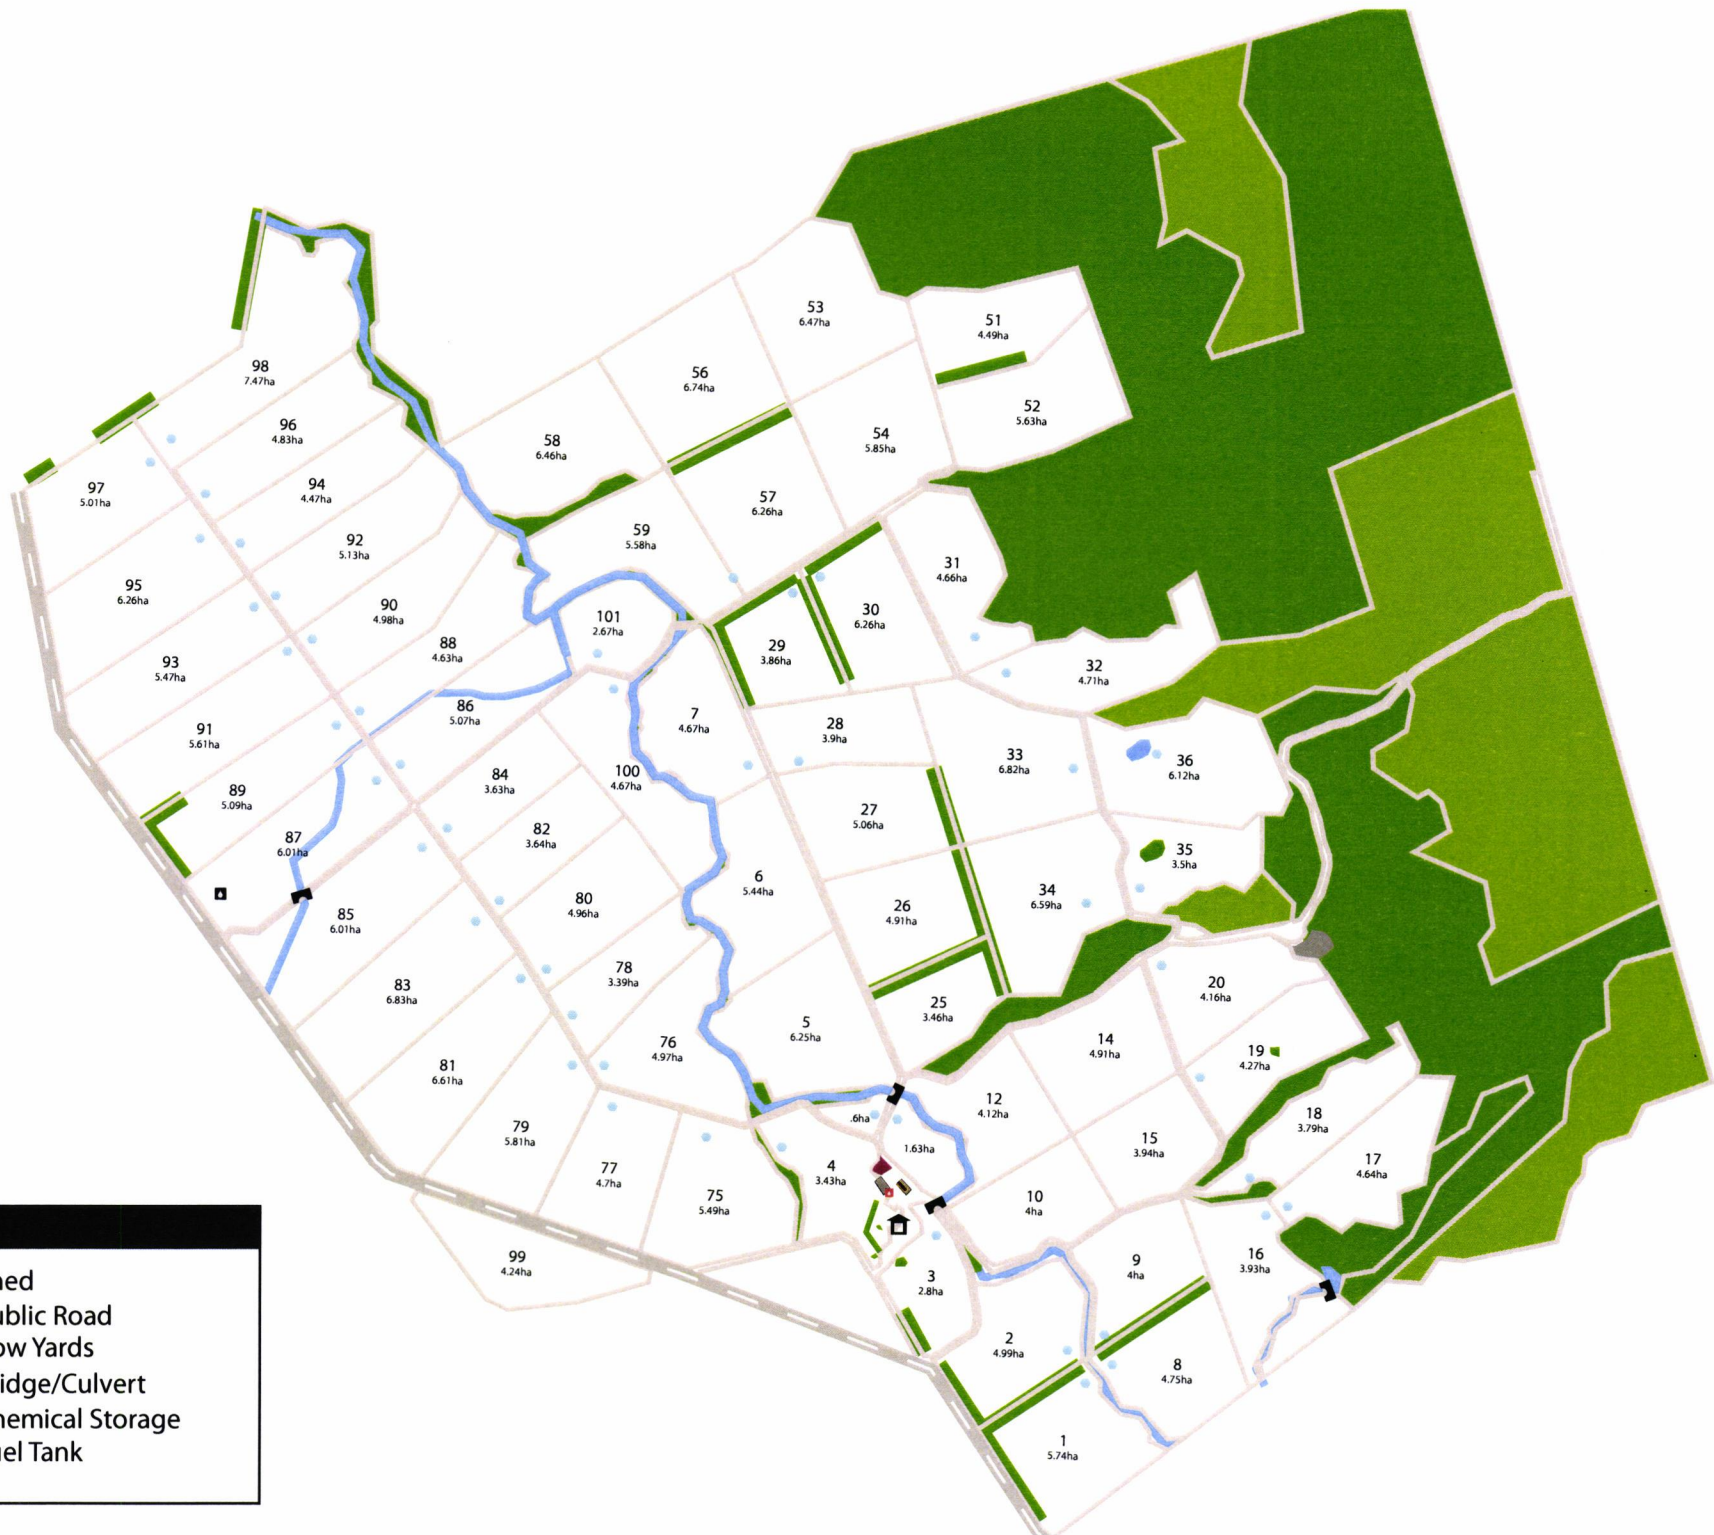 53
6.47ha
51
4.49ha
56
6.74ha
98
7.47ha
52
5.63ha
96
4.83ha
54
5.85ha
58
6.46ha
94
4.47ha
97
5.01ha
57
6.26ha
59
5.58ha
92
5.13ha
31
4.66ha
95
6.26ha
90
4.98ha
30
6.26ha
101
2.67ha
88
4.63ha
29
3.86ha
93
5.47ha
32
4.71ha
86
5.07ha
7
4.67ha
28
3.9ha
91
5.61ha
33
6.82ha
36
6.12ha
84
3.63ha
100
4.67ha
89
5.09ha
27
5.06ha
82
3.64ha
87
6.01ha
35
3.5ha
6
5.44ha
34
6.59ha
80
4.96ha
26
4.91ha
85
6.01ha
78
3.39ha
83
6.83ha
20
4.16ha
25
3.46ha
5
6.25ha
76
4.97ha
14
4.91ha
19
4.27ha
81
6.61ha
12
4.12ha
18
3.79ha
.6ha
79
5.81ha
15
3.94ha
1.63ha
17
4.64ha
4
3.43ha
77
4.7ha
75
5.49ha
10
4ha
99
4.24ha
9
4ha
16
3.93ha
3
2.8ha
2
4.99ha
8
4.75ha
1
5.74ha
ned
ublic Road
ow Yards
idge/Culvert
hemical Storage
uel Tank